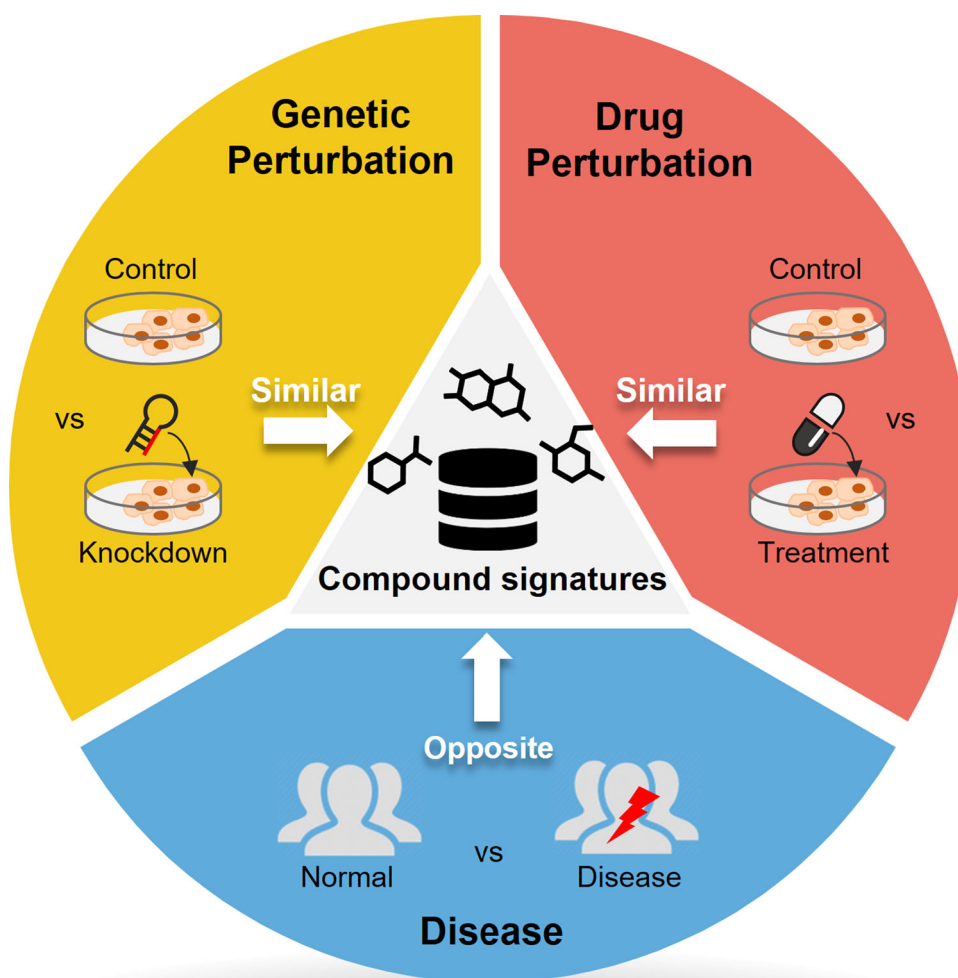 Genetic
Perturbation
Drug
Perturbation
Control
vs
Knockdown
Similar
Similar
Control
vs
Treatment
Compound signatures
Opposite
Normal
vs
Disease
Disease